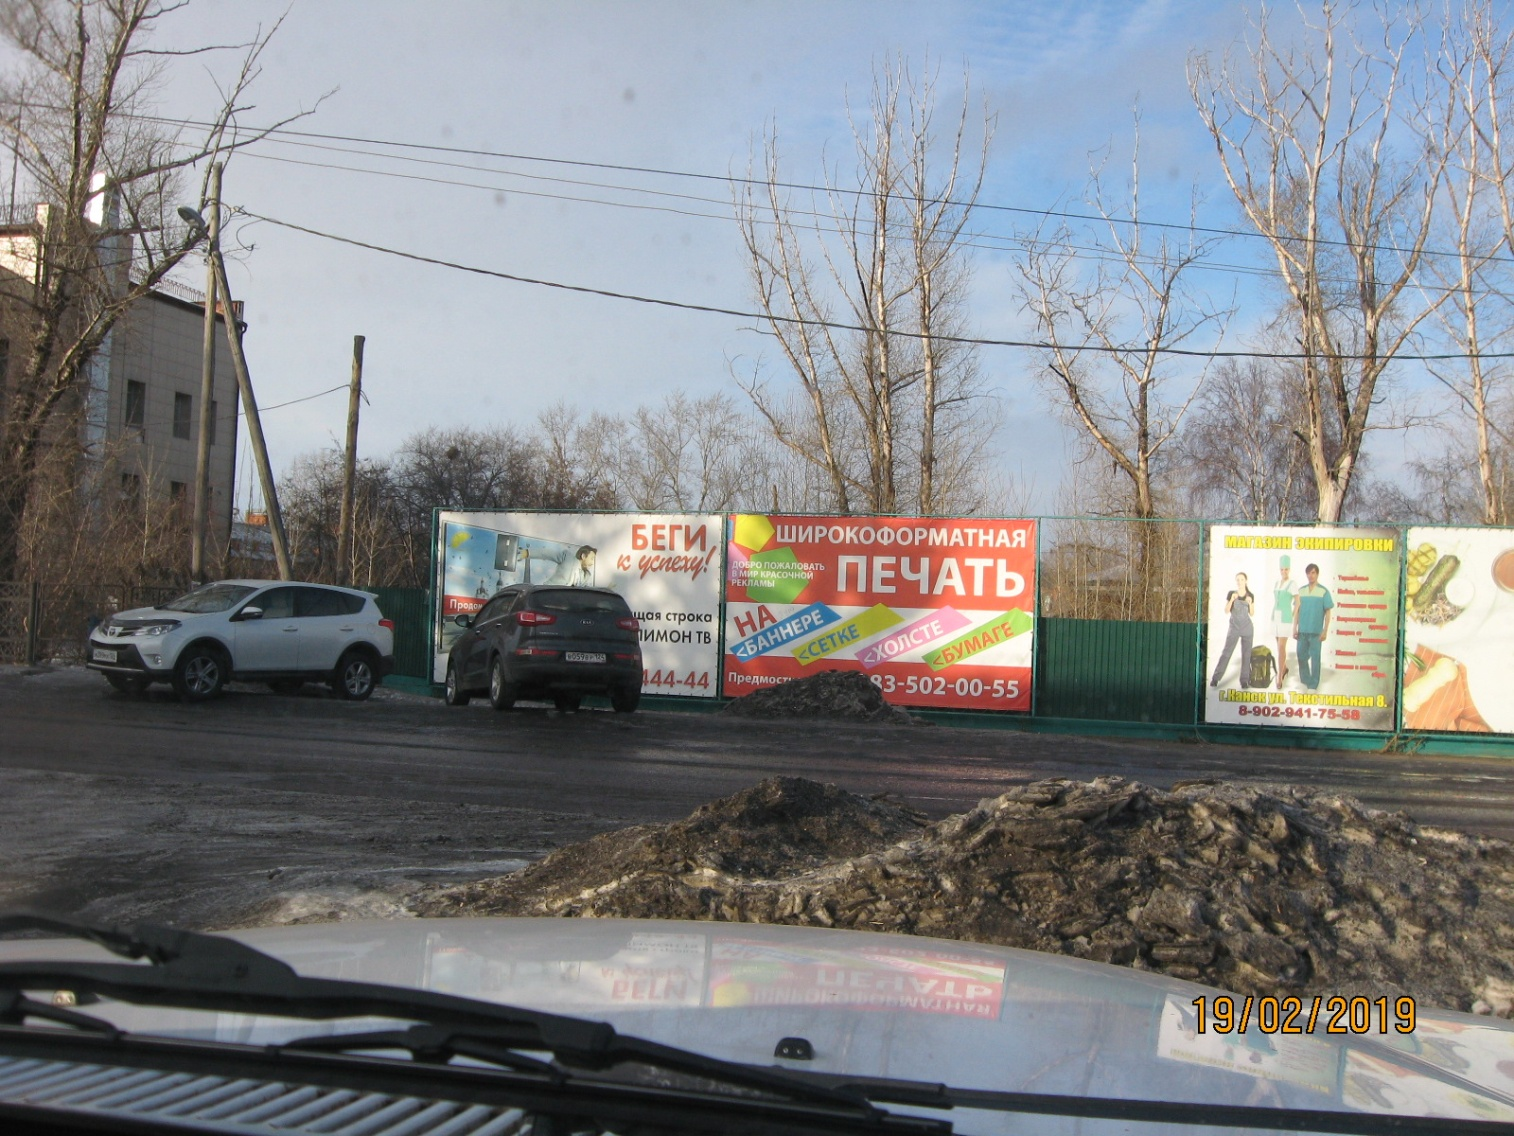 БЕГИ
к успеху!
щая строка
ЛИМОН ТВ
444-44
ШИРОКОФОРМАТНАЯ
ПЕЧАТЬ
ДОБРО ПОЖАЛОВАТЬ
В МИР КРАСОЧНОЙ
РЕКЛАМЫ
НА
<БАННЕРЕ
<СЕТКЕ
<ХОЛСТЕ
<БУМАГЕ
83-502-00-55
МАГАЗИН ЭКИПИРОВКИ
г.Канск ул. Текстильная 8.
8-902-941-75-58
19/02/2019